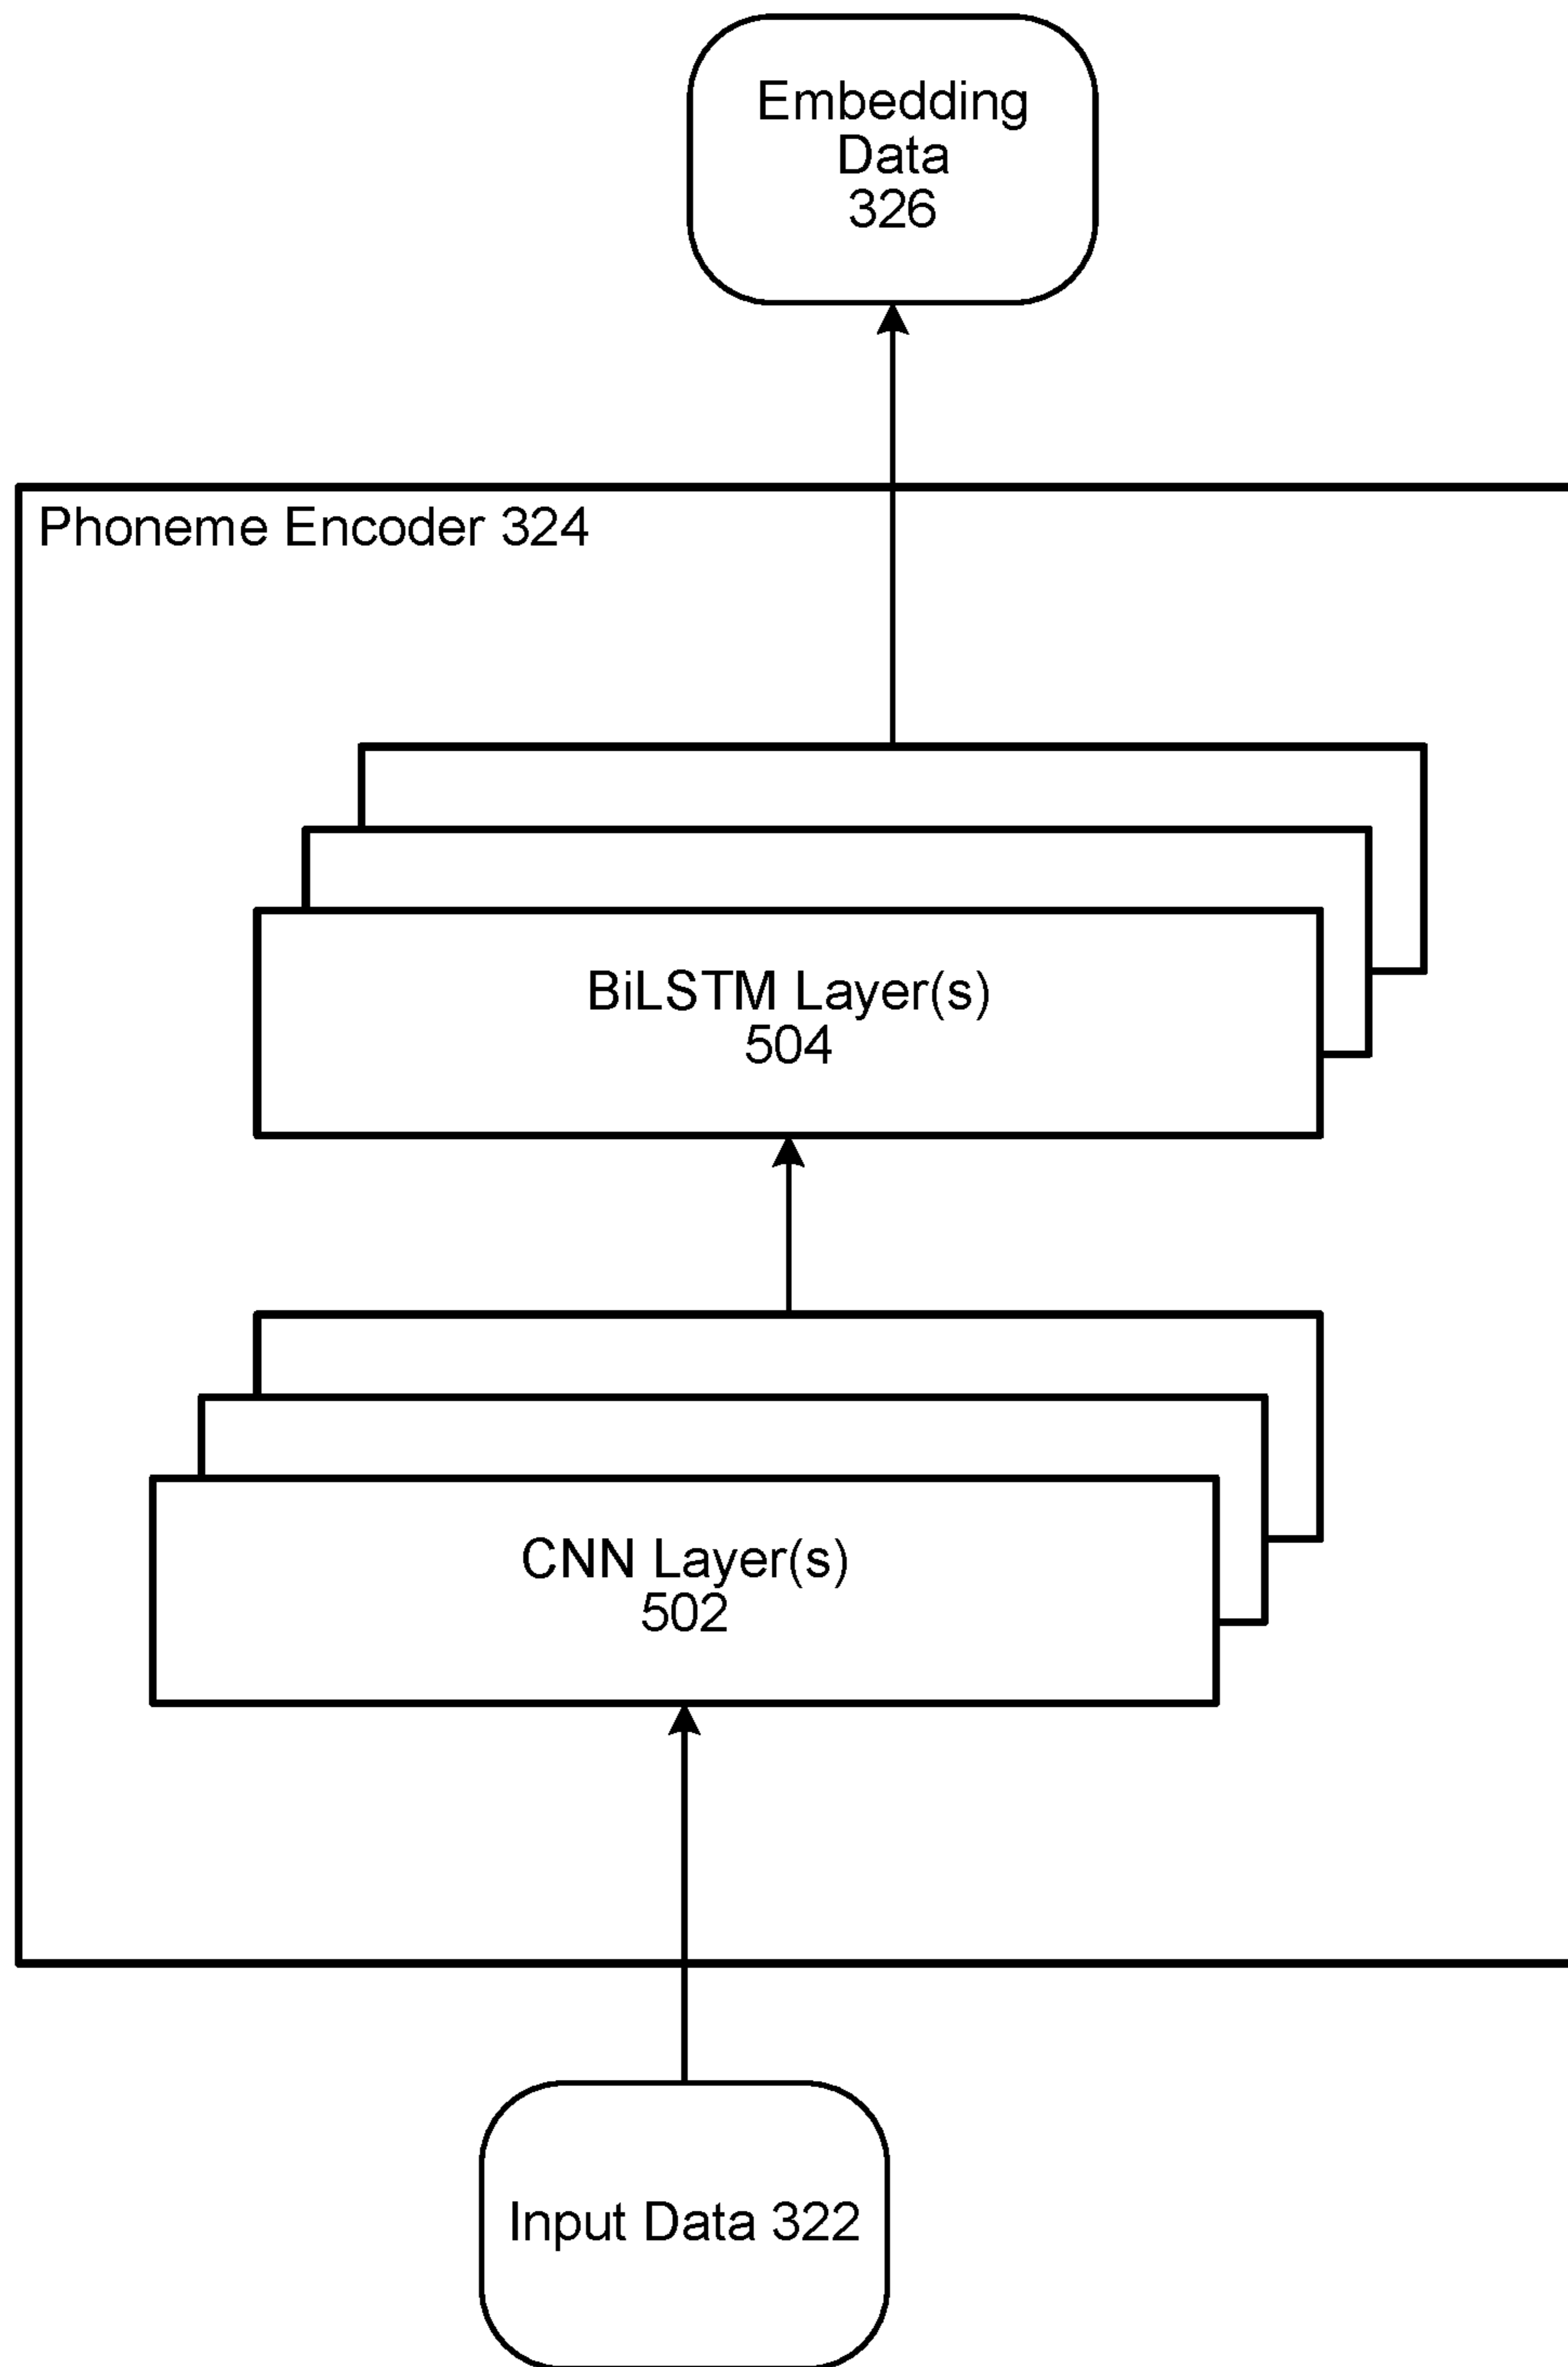 Embedding
Data
326
Phoneme Encoder 324
BiLSTM Layer(s)
504
CNN Layer(s)
502
Input Data 322